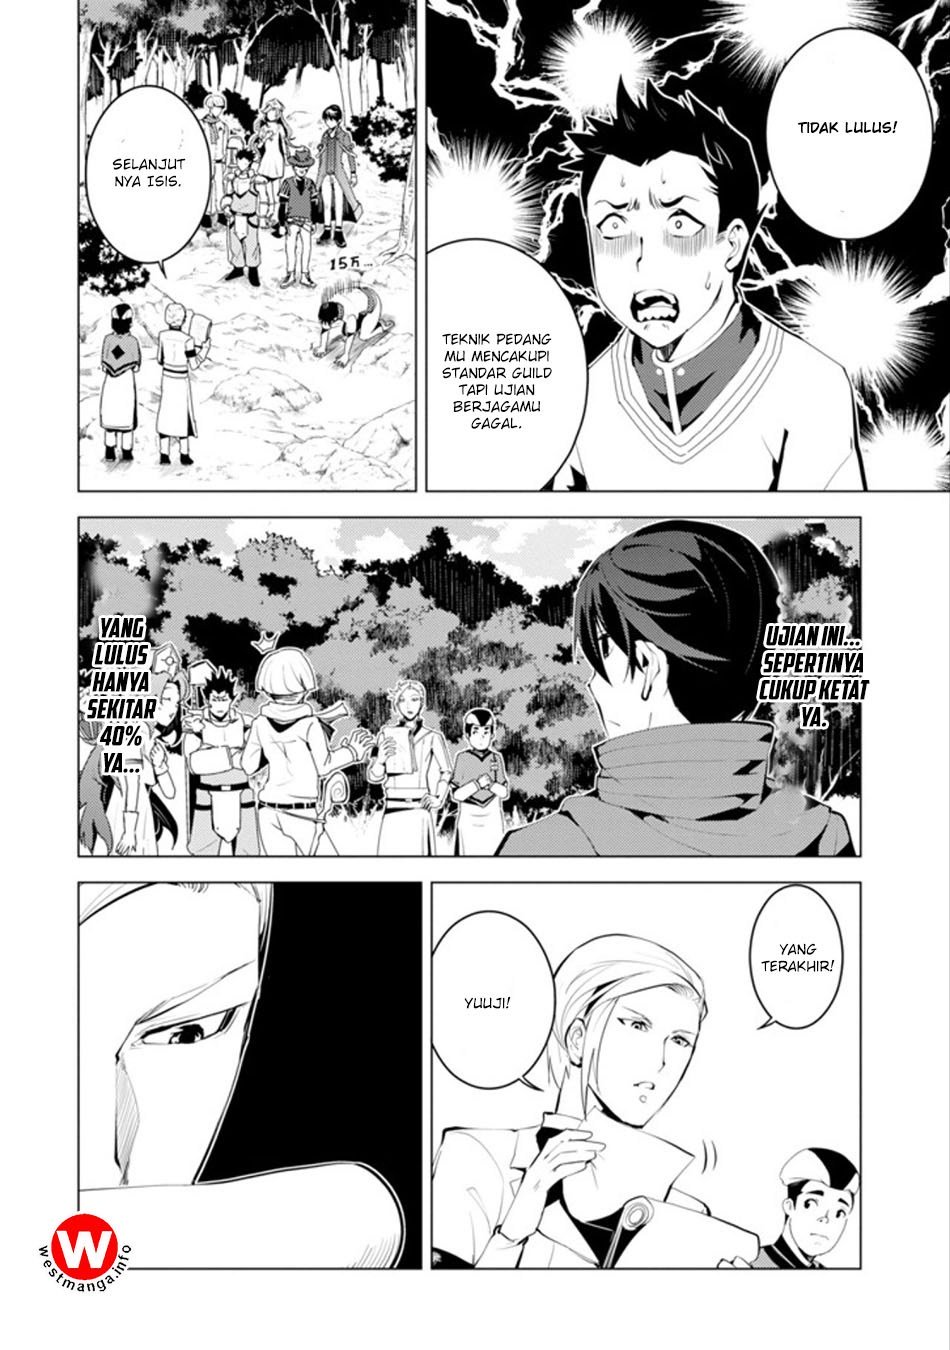 TIDAK LULUS!
TEKNIK PEDANG
MU MENCAKUPI
STANDAR GUILD
TAPI UJIAN
BERJAGAMU
GAGAL.
SELANJUT
NYA ISIS.
15万...
UJIAN INI...
SEPERTINYA
CUKUP KETAT
YA.
YANG
LULUS
HANYA
SEKITAR
40%
YA...
YANG
TERAKHIR!
YUUJI!
W
westmanga.info